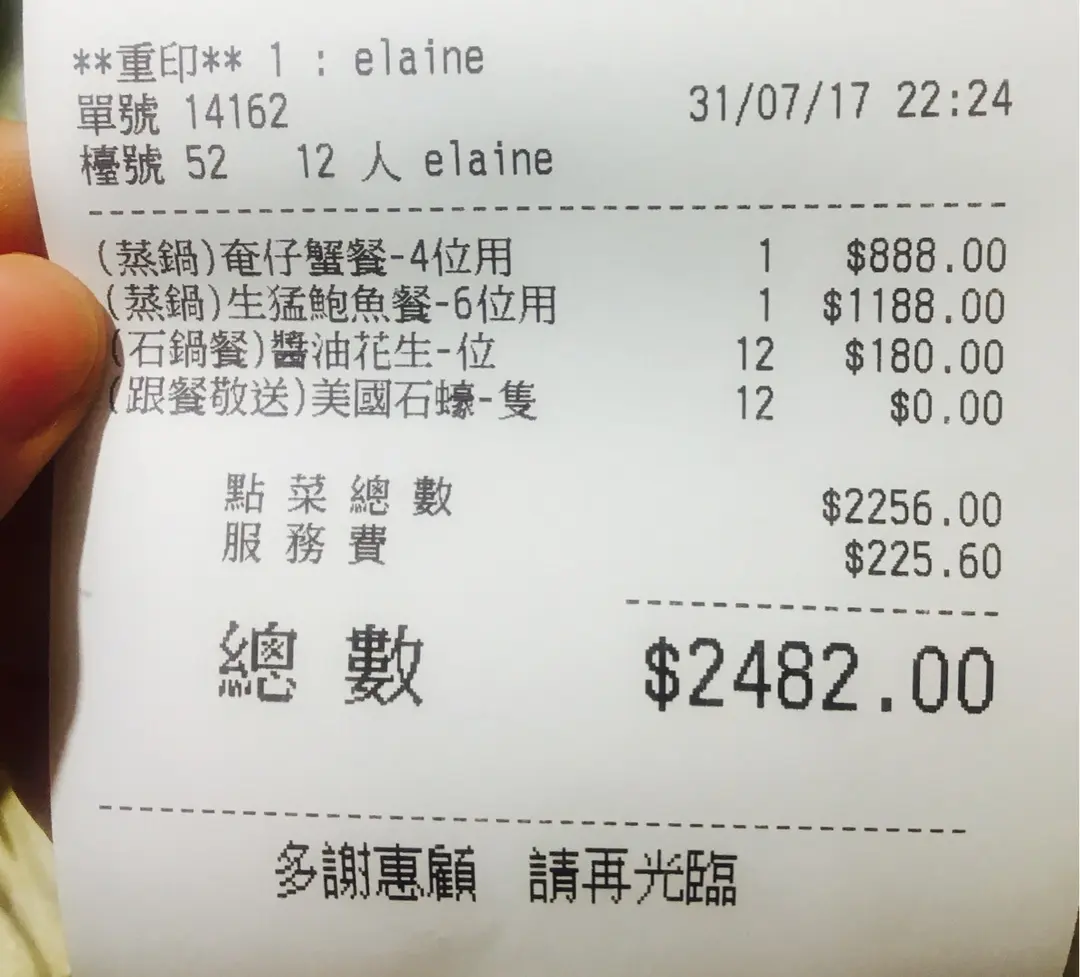 **重印** 1 : elaine
單號 14162 31/07/17 22:24
檯號 52 12 人 elaine
(蒸鍋)奄仔蟹餐-4位用 1 $888.00
(蒸鍋)生猛鮑魚餐-6位用 1 $1188.00
(石鍋餐)醬油花生-位 12 $180.00
(跟餐敬送)美國石蠔-隻 12 $0.00
點菜總數 $2256.00
服務費 $225.60
總數 $2482.00
多謝惠顧 請再光臨